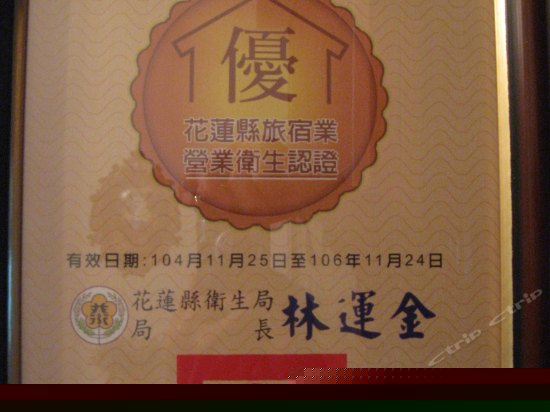 優
花蓮縣旅宿業
營業衛生認證
有效日期:104月11月25日至106年11月24日
花蓮縣衛生局
局長 林運金
ctrip ctrip